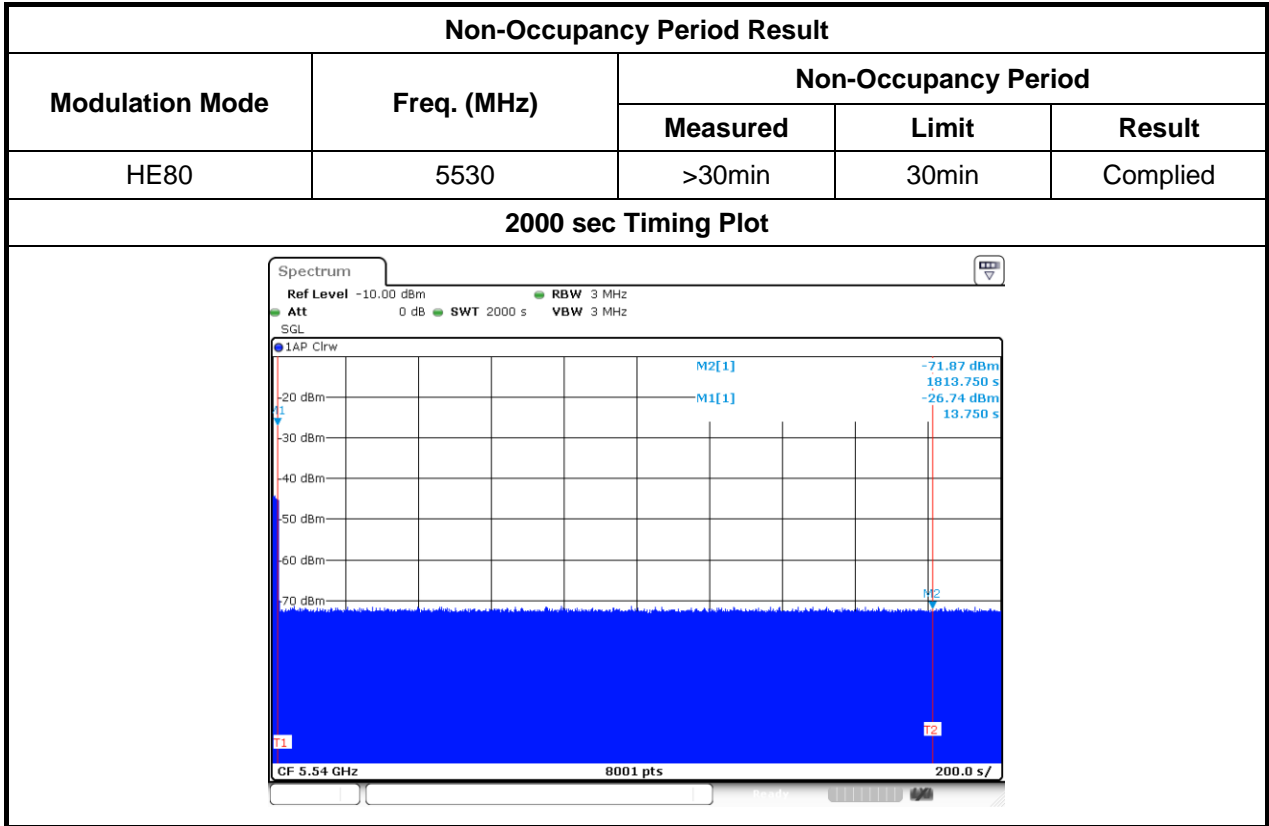 Non-Occupancy Period Result
Modulation Mode Freq. (MHz) Non-Occupancy Period
Measured Limit Result
HE80 5530 >30min 30min Complied
2000 sec Timing Plot
Spectrum
Ref Level -10.00 dBm RBW 3 MHz
Att 0 dB SWT 2000 s VBW 3 MHz
SGL
1AP Clrw
M2[1] -71.87 dBm
1813.750 s
-20 dBm M1[1] -26.74 dBm
M1 13.750 s
-30 dBm
-40 dBm
-50 dBm
-60 dBm
-70 dBm M2
T1 T2
CF 5.54 GHz 8001 pts 200.0 s/
Ready